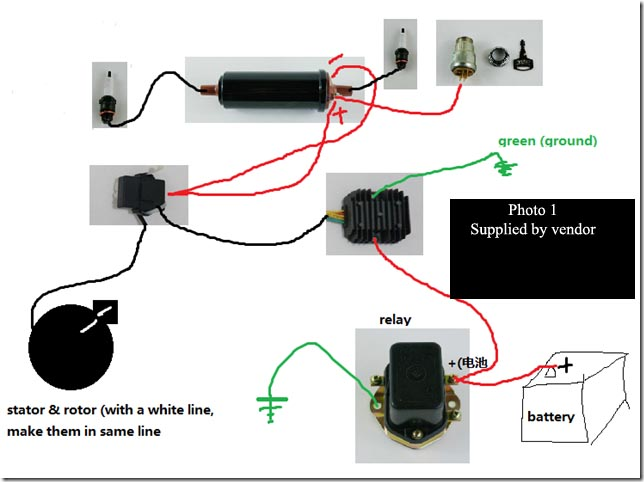 −
+
green (ground)
Photo 1
Supplied by vendor
relay
+(电池
+
battery
stator & rotor (with a white line,
make them in same line